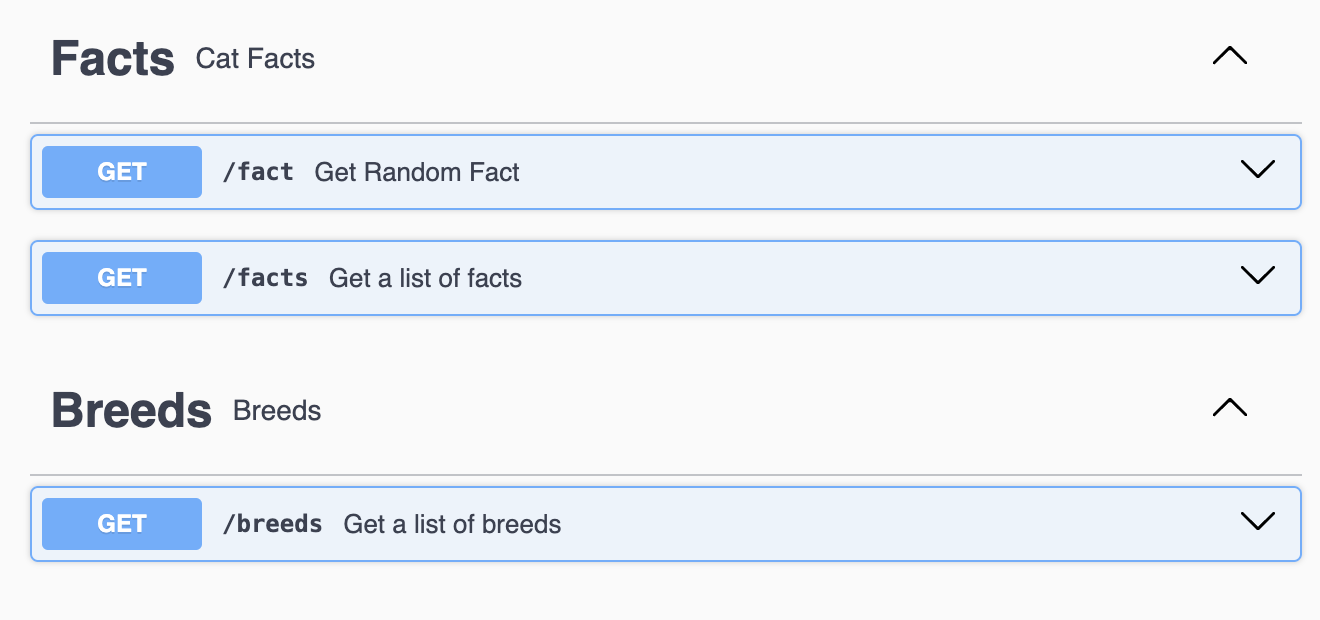 Facts Cat Facts
GET /fact Get Random Fact
GET /facts Get a list of facts
Breeds Breeds
GET /breeds Get a list of breeds